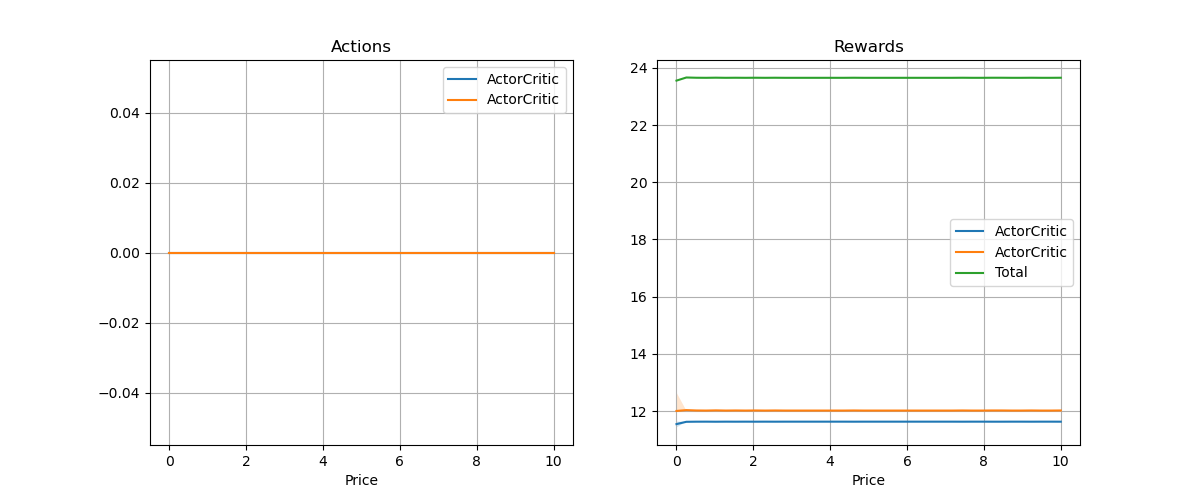 Actions
ActorCritic
ActorCritic
0.04
0.02
0.00
−0.02
−0.04
0 2 4 6 8 10
Price
Rewards
24
22
20
18
16
14
12
ActorCritic
ActorCritic
Total
0 2 4 6 8 10
Price